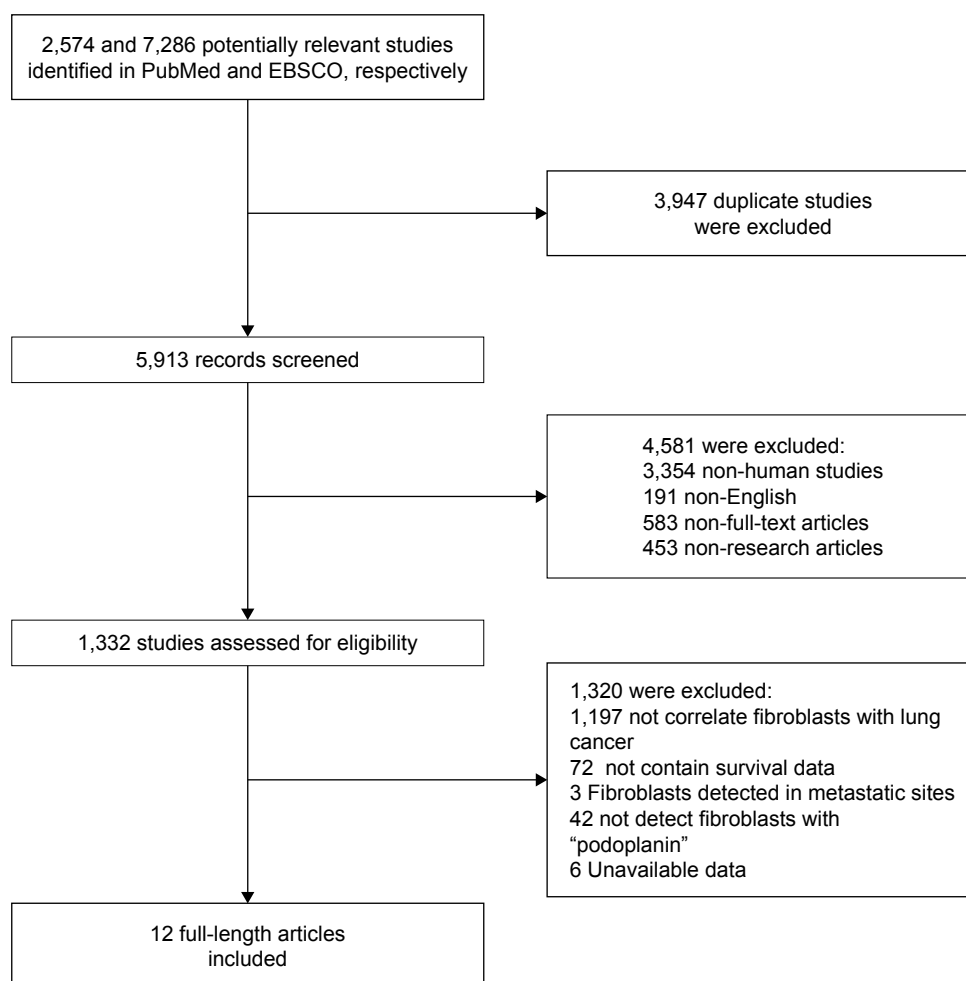 2,574 and 7,286 potentially relevant studies
identified in PubMed and EBSCO, respectively
3,947 duplicate studies
were excluded
5,913 records screened
4,581 were excluded:
3,354 non-human studies
191 non-English
583 non-full-text articles
453 non-research articles
1,332 studies assessed for eligibility
1,320 were excluded:
1,197 not correlate fibroblasts with lung
cancer
72  not contain survival data
3 Fibroblasts detected in metastatic sites
42 not detect fibroblasts with
“podoplanin”
6 Unavailable data
12 full-length articles
included